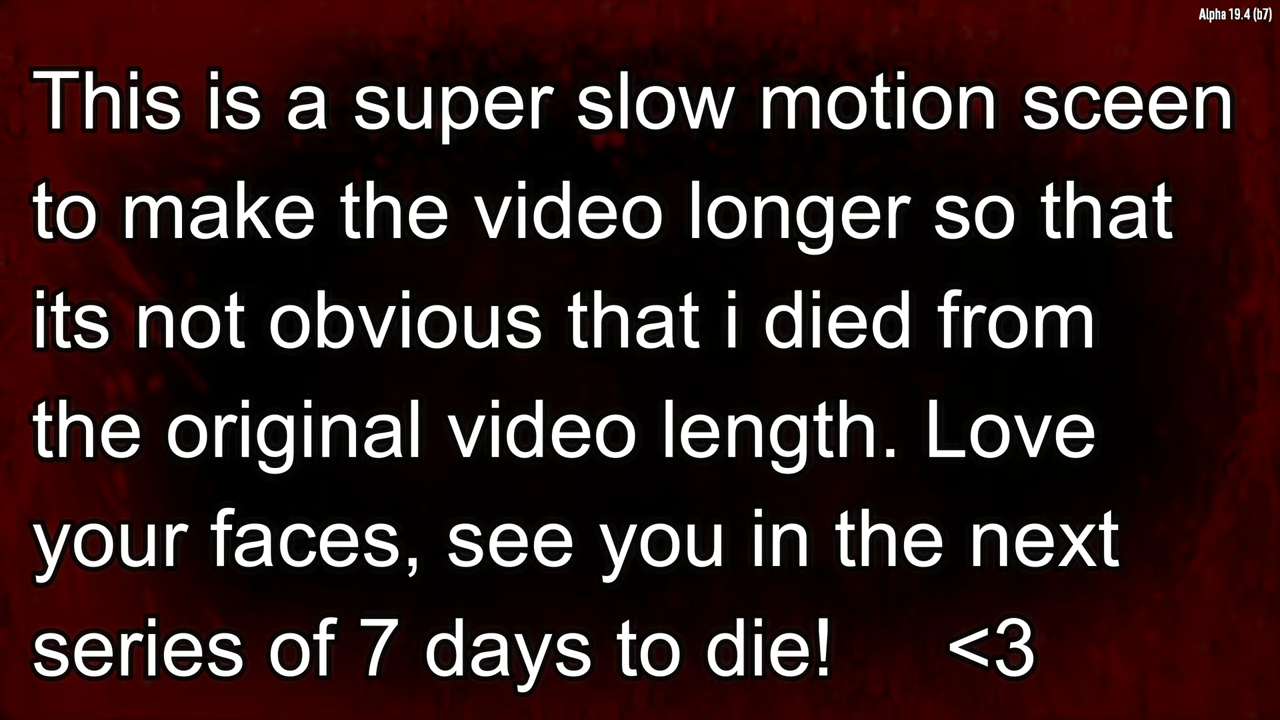 Alpha 19.4 (b7)
This is a super slow motion sceen
to make the video longer so that
its not obvious that i died from
the original video length. Love
your faces, see you in the next
series of 7 days to die! <3